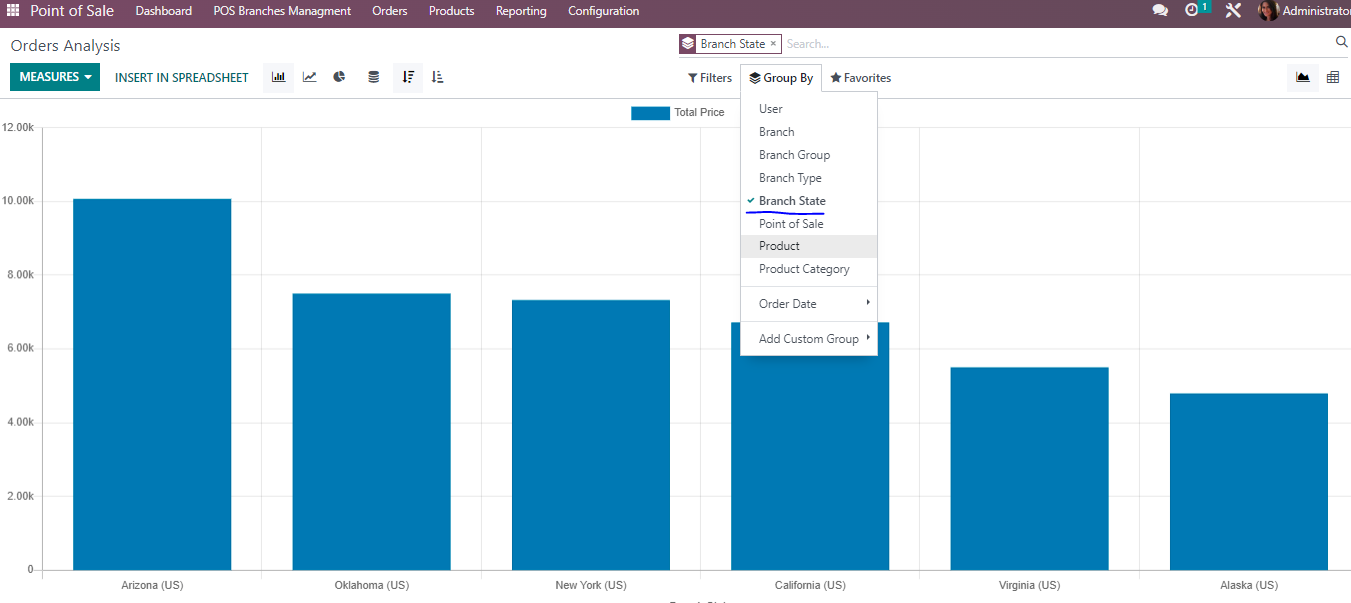 Point of Sale Dashboard POS Branches Managment Orders Products Reporting Configuration 1 Administrator
Orders Analysis
Branch State × Search...
MEASURES INSERT IN SPREADSHEET Filters Group By Favorites
Total Price
User
Branch
Branch Group
Branch Type
Branch State
Point of Sale
Product
Product Category
Order Date
Add Custom Group
12.00k
10.00k
8.00k
6.00k
4.00k
2.00k
0
Arizona (US) Oklahoma (US) New York (US) California (US) Virginia (US) Alaska (US)